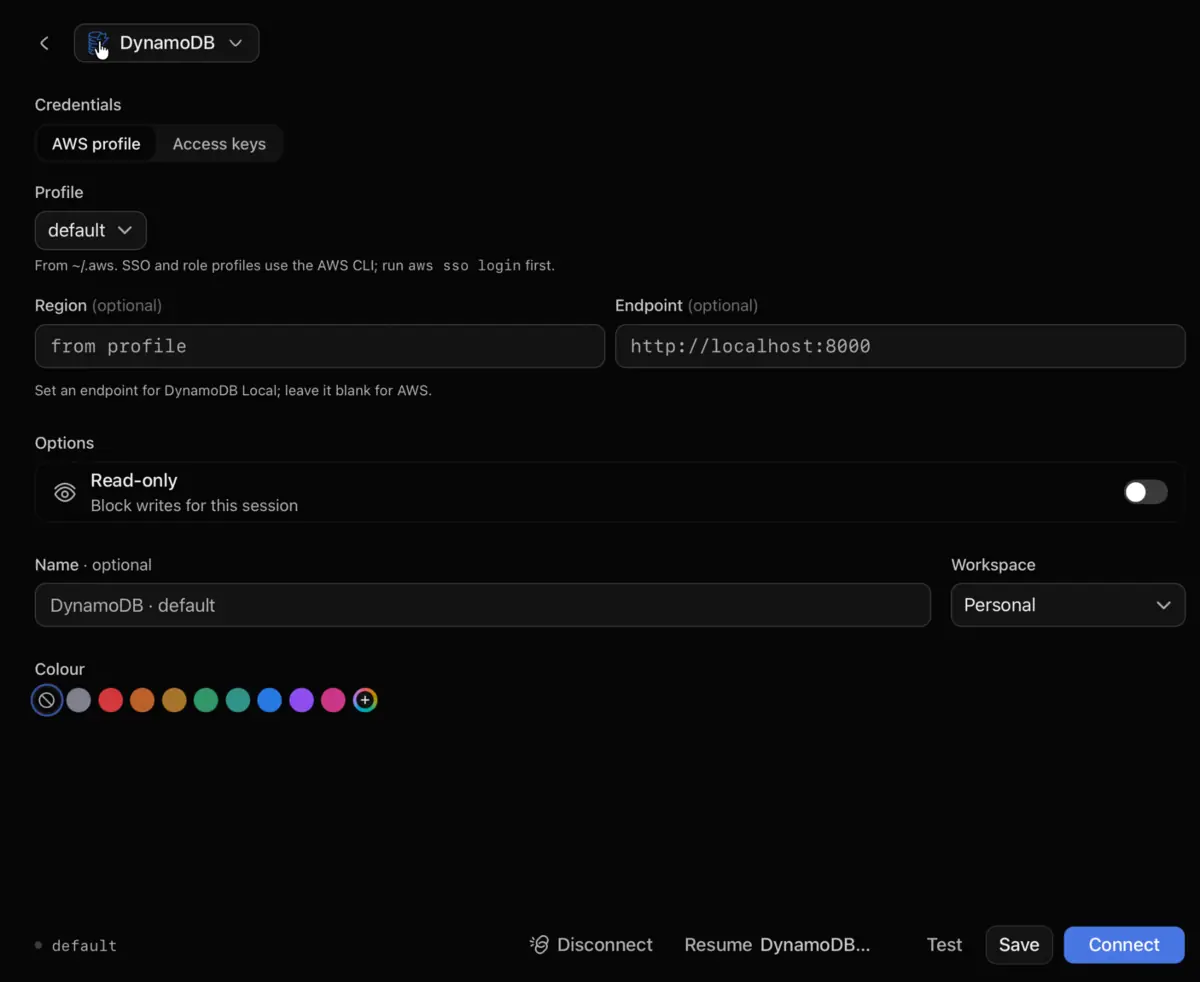 DynamoDB
Credentials
AWS profile Access keys
Profile
default
From ~/.aws. SSO and role profiles use the AWS CLI; run aws sso login first.
Region (optional) Endpoint (optional)
from profile http://localhost:8000
Set an endpoint for DynamoDB Local; leave it blank for AWS.
Options
Read-only
Block writes for this session
Name · optional Workspace
DynamoDB · default Personal
Colour
default Disconnect Resume DynamoDB... Test Save Connect